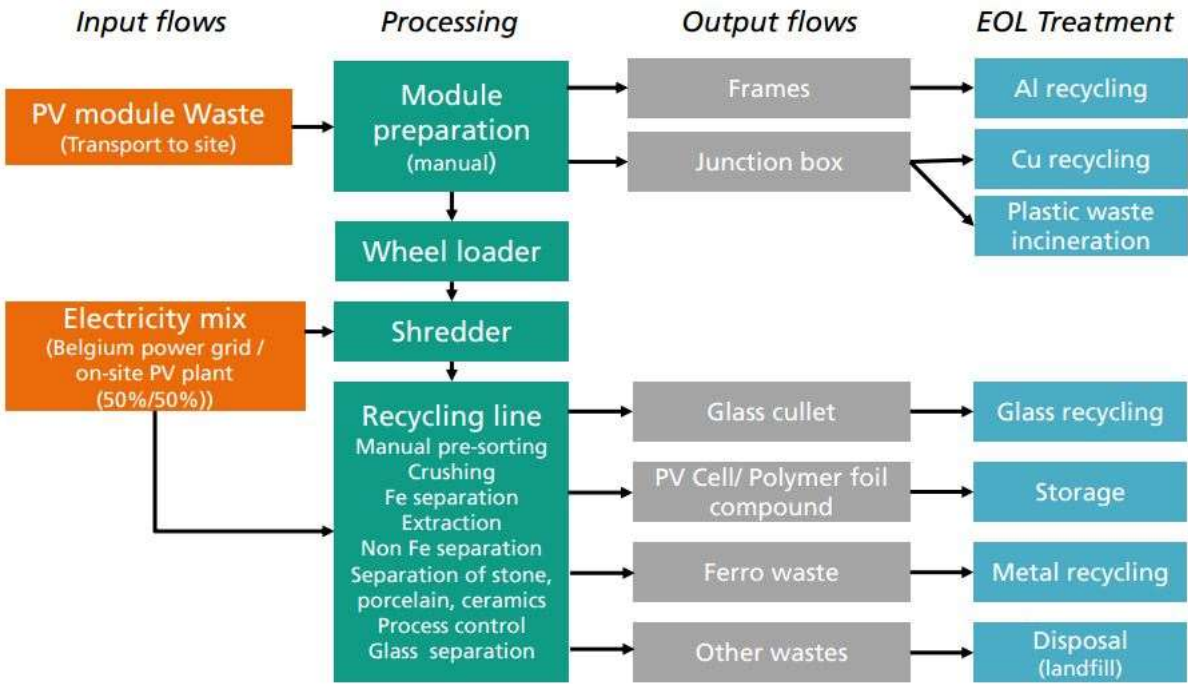 Input flows
Processing
Output flows
EOL Treatment
PV module Waste
(Transport to site)
Module
preparation
(manual)
Frames
Al recycling
Junction box
Cu recycling
Plastic waste
incineration
Wheel loader
Electricity mix
(Belgium power grid /
on-site PV plant
(50%/50%))
Shredder
Recycling line
Manual pre-sorting
Crushing
Fe separation
Extraction
Non Fe separation
Separation of stone,
porcelain, ceramics
Process control
Glass separation
Glass cullet
Glass recycling
PV Cell/ Polymer foil
compound
Storage
Ferro waste
Metal recycling
Other wastes
Disposal
(landfill)